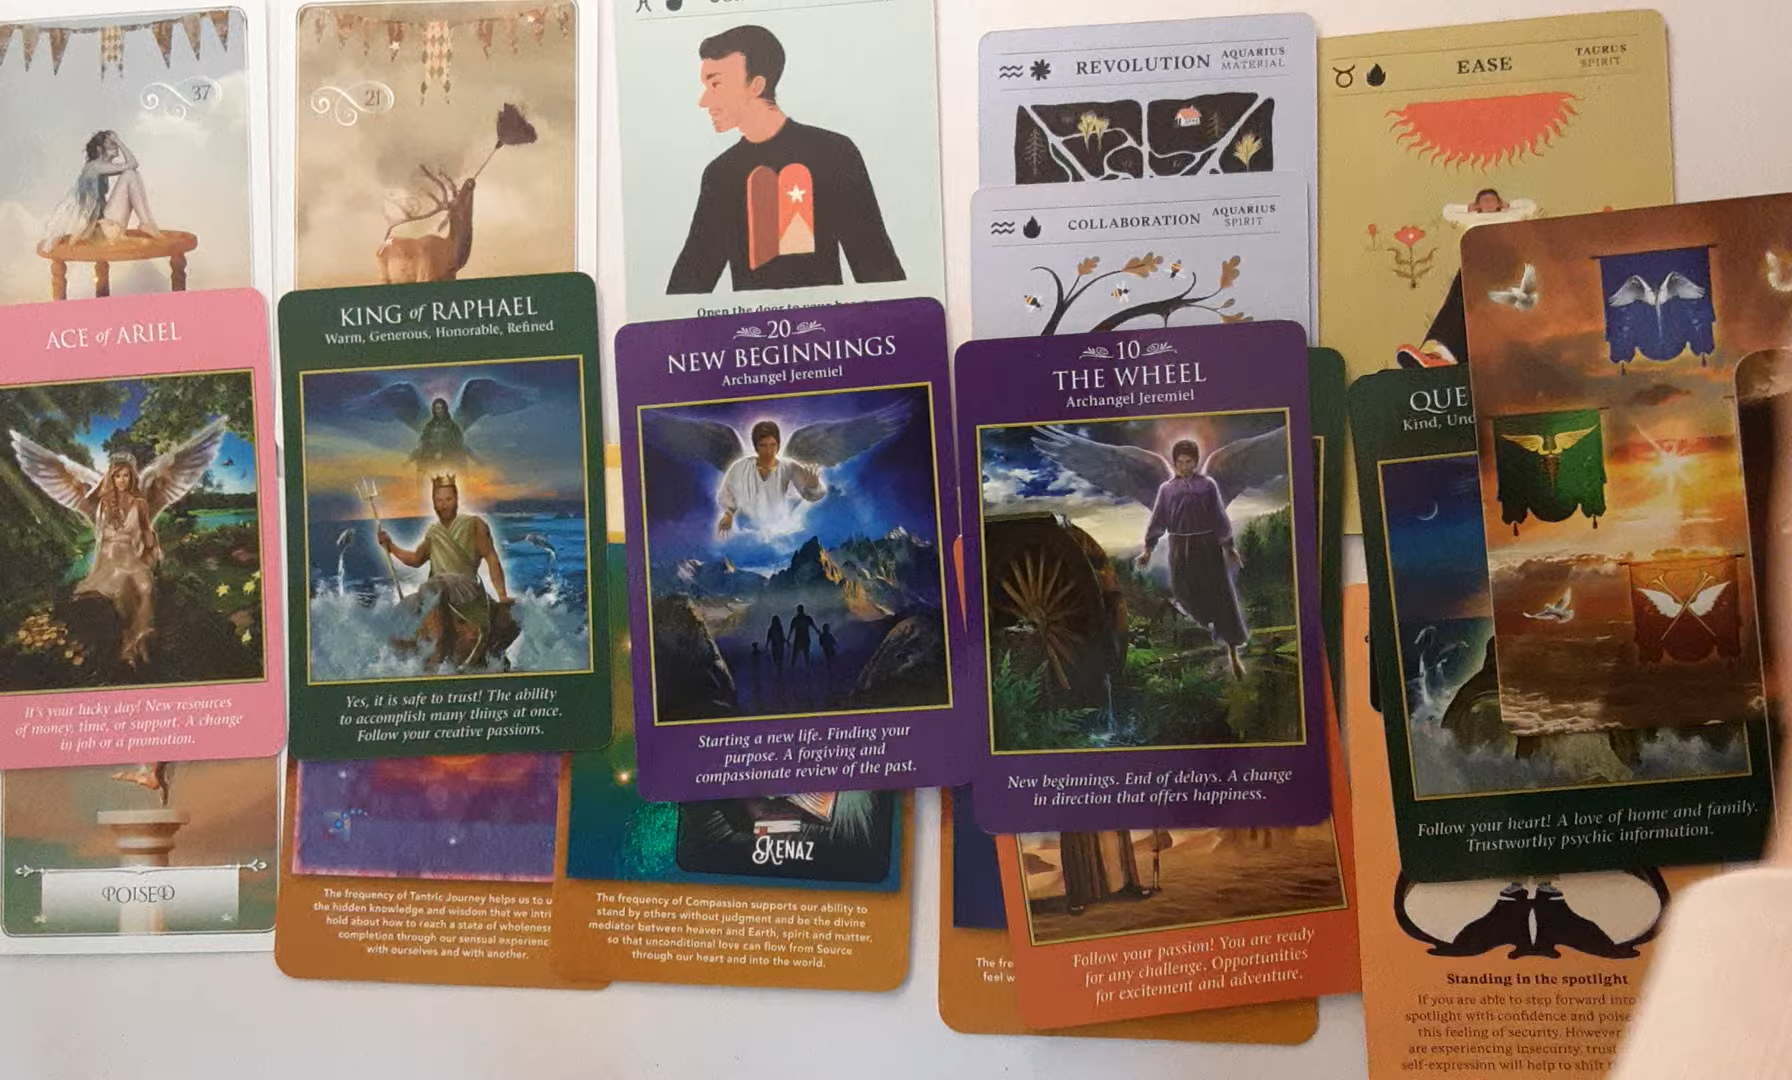 37
21
REVOLUTION
AQUARIUS
MATERIAL
EASE
TAURUS
SPIRIT
COLLABORATION
AQUARIUS
SPIRIT
Open the door to your
ACE of ARIEL
It's your lucky day! New resources
of money, time, or support. A change
in job or a promotion.
KING of RAPHAEL
Warm, Generous, Honorable, Refined
Yes, it is safe to trust! The ability
to accomplish many things at once.
Follow your creative passions.
20
NEW BEGINNINGS
Archangel Jeremiel
Starting a new life. Finding your
purpose. A forgiving and
compassionate review of the past.
10
THE WHEEL
Archangel Jeremiel
New beginnings. End of delays. A change
in direction that offers happiness.
QUE
Kind, Und
Follow your heart! A love of home and family.
Trustworthy psychic information.
POISED
The frequency of Tantric Journey helps us to u
the hidden knowledge and wisdom that we intri
hold about how to reach a state of wholeness
completion through our sensual experienc
with ourselves and with another.
KENAZ
The frequency of Compassion supports our ability to
stand by others without judgment and be the divine
mediator between heaven and Earth, spirit and matter,
so that unconditional love can flow from Source
through our heart and into the world.
The fre
feel w
Follow your passion! You are ready
for any challenge. Opportunities
for excitement and adventure.
Standing in the spotlight
If you are able to step forward into
spotlight with confidence and poise
this feeling of security. However
are experiencing insecurity, trust
self-expression will help to shift